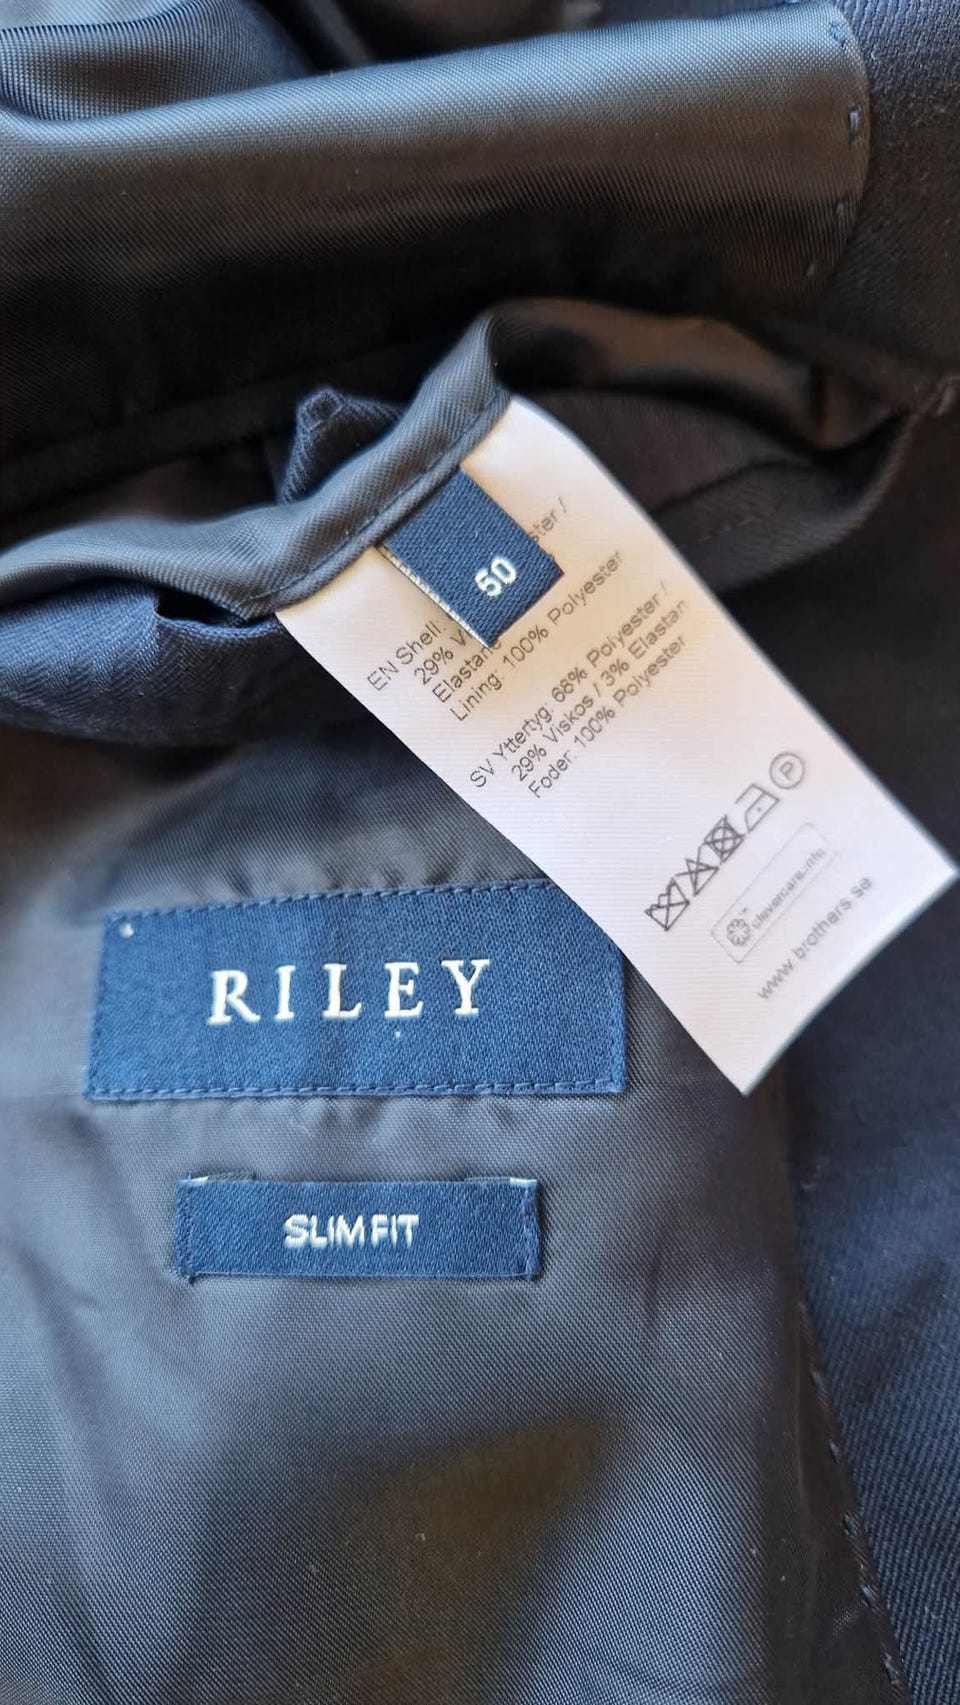 50
EN Shell: ster /
29% V
Elastane
Lining: 100% Polyester
SV Yttertyg: 68% Polyester /
29% Viskos / 3% Elastan
Foder: 100% Polyester
P
clevercare.info
www.brothers.se
RILEY
SLIM FIT